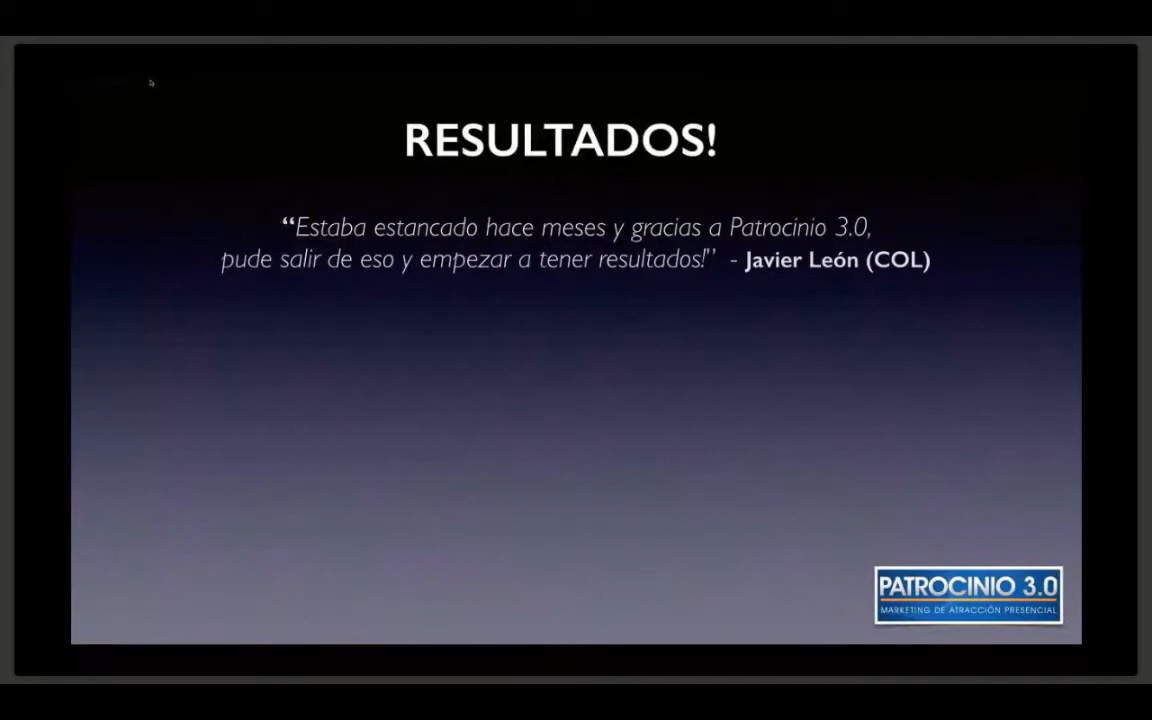 RESULTADOS!
“Estaba estancado hace meses y gracias a Patrocinio 3.0,
pude salir de eso y empezar a tener resultados!” - Javier León (COL)
PATROCINIO 3.0
MARKETING DE ATRACCIÓN PRESENCIAL